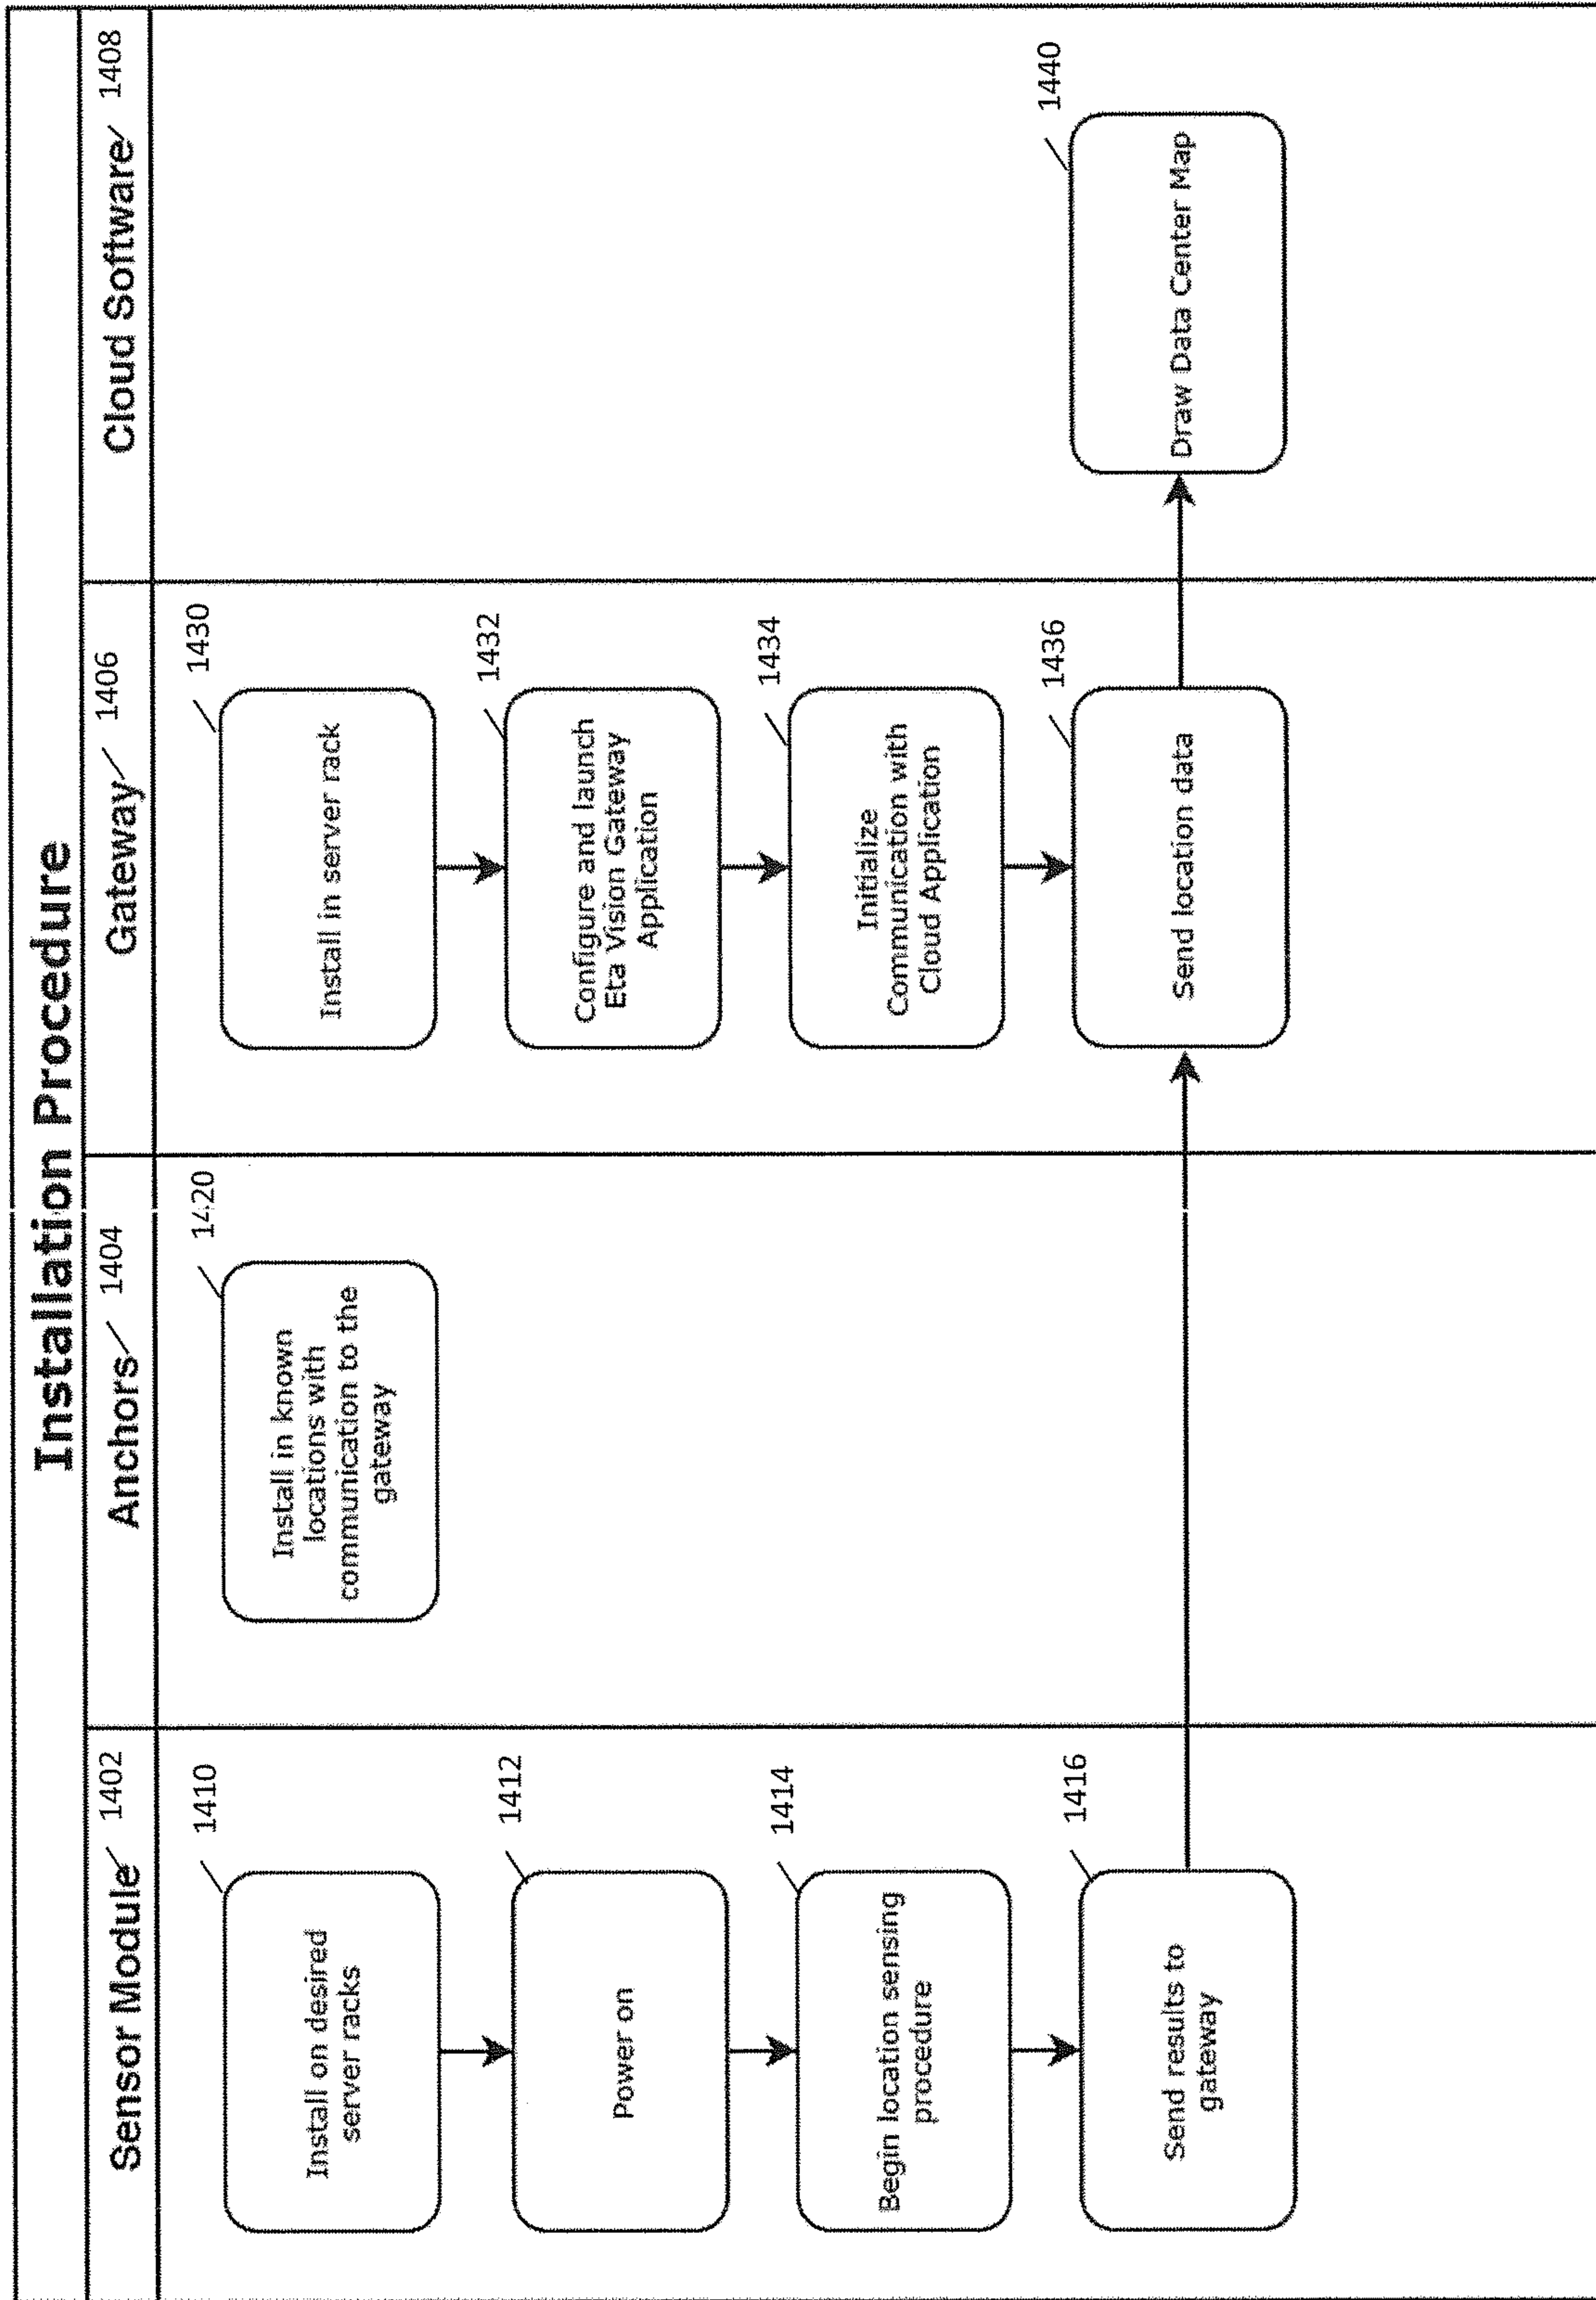 Installation Procedure
Sensor Module 1402
Anchors 1404
Gateway 1406
Cloud Software 1408
1410
Install on desired
server racks
1412
Power on
1414
Begin location sensing
procedure
1416
Send results to
gateway
1420
Install in known
locations with
communication to the
gateway
1430
Install in server rack
1432
Configure and launch
Eta Vision Gateway
Application
1434
Initialize
Communication with
Cloud Application
1436
Send location data
1440
Draw Data Center Map